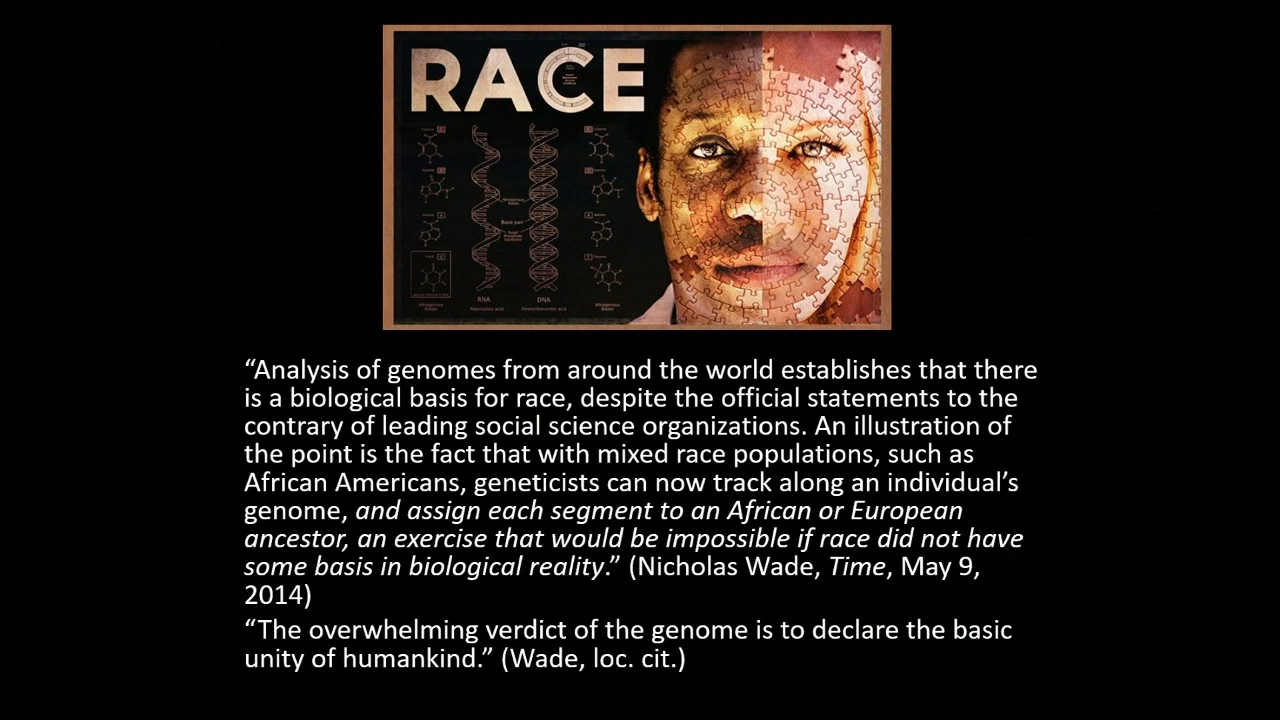 RACE
RNA
DNA
Base pair
“Analysis of genomes from around the world establishes that there
is a biological basis for race, despite the official statements to the
contrary of leading social science organizations. An illustration of
the point is the fact that with mixed race populations, such as
African Americans, geneticists can now track along an individual’s
genome, and assign each segment to an African or European
ancestor, an exercise that would be impossible if race did not have
some basis in biological reality.” (Nicholas Wade, Time, May 9,
2014)
“The overwhelming verdict of the genome is to declare the basic
unity of humankind.” (Wade, loc. cit.)